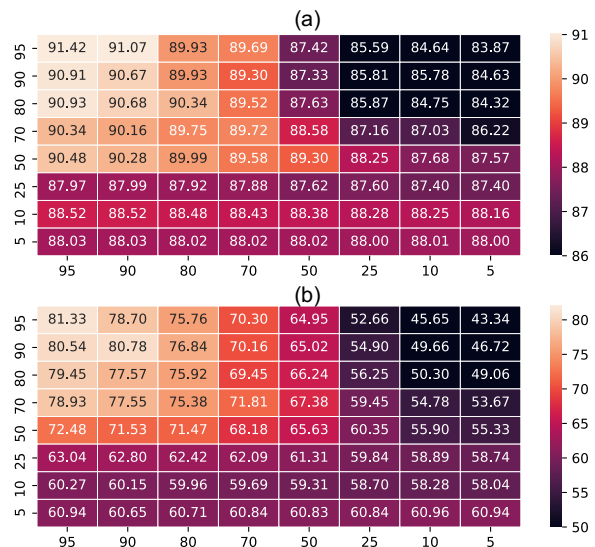 (a)
95 91.42 91.07 89.93 89.69 87.42 85.59 84.64 83.87
90 90.91 90.67 89.93 89.30 87.33 85.81 85.78 84.63
80 90.93 90.68 90.34 89.52 87.63 85.87 84.75 84.32
70 90.34 90.16 89.75 89.72 88.58 87.16 87.03 86.22
50 90.48 90.28 89.99 89.58 89.30 88.25 87.68 87.57
25 87.97 87.99 87.92 87.88 87.62 87.60 87.40 87.40
10 88.52 88.52 88.48 88.43 88.38 88.28 88.25 88.16
5 88.03 88.03 88.02 88.02 88.02 88.00 88.01 88.00
95 90 80 70 50 25 10 5
91
90
89
88
87
86
(b)
95 81.33 78.70 75.76 70.30 64.95 52.66 45.65 43.34
90 80.54 80.78 76.84 70.16 65.02 54.90 49.66 46.72
80 79.45 77.57 75.92 69.45 66.24 56.25 50.30 49.06
70 78.93 77.55 75.38 71.81 67.38 59.45 54.78 53.67
50 72.48 71.53 71.47 68.18 65.63 60.35 55.90 55.33
25 63.04 62.80 62.42 62.09 61.31 59.84 58.89 58.74
10 60.27 60.15 59.96 59.69 59.31 58.70 58.28 58.04
5 60.94 60.65 60.71 60.84 60.83 60.84 60.96 60.94
95 90 80 70 50 25 10 5
80
75
70
65
60
55
50